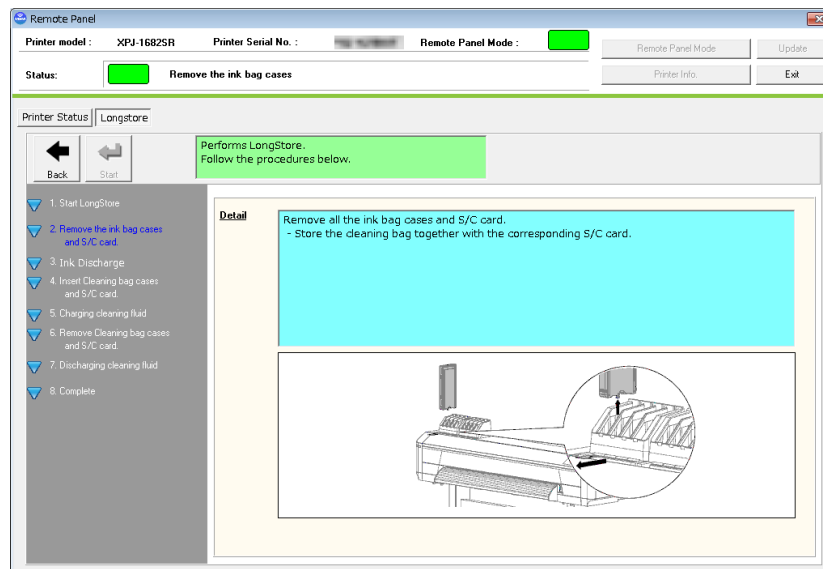 Remote Panel
Printer model : XPJ-1682SR Printer Serial No. : Remote Panel Mode :
Remote Panel Mode Update
Status: Remove the ink bag cases
Printer Info. Exit
Printer Status Longstore
Back Start
Performs LongStore.
Follow the procedures below.
1. Start LongStore
2. Remove the ink bag cases
and S/C card.
3. Ink Discharge
4. Insert Cleaning bag cases
and S/C card.
5. Charging cleaning fluid
6. Remove Cleaning bag cases
and S/C card.
7. Discharging cleaning fluid
8. Complete
Detail
Remove all the ink bag cases and S/C card.
- Store the cleaning bag together with the corresponding S/C card.